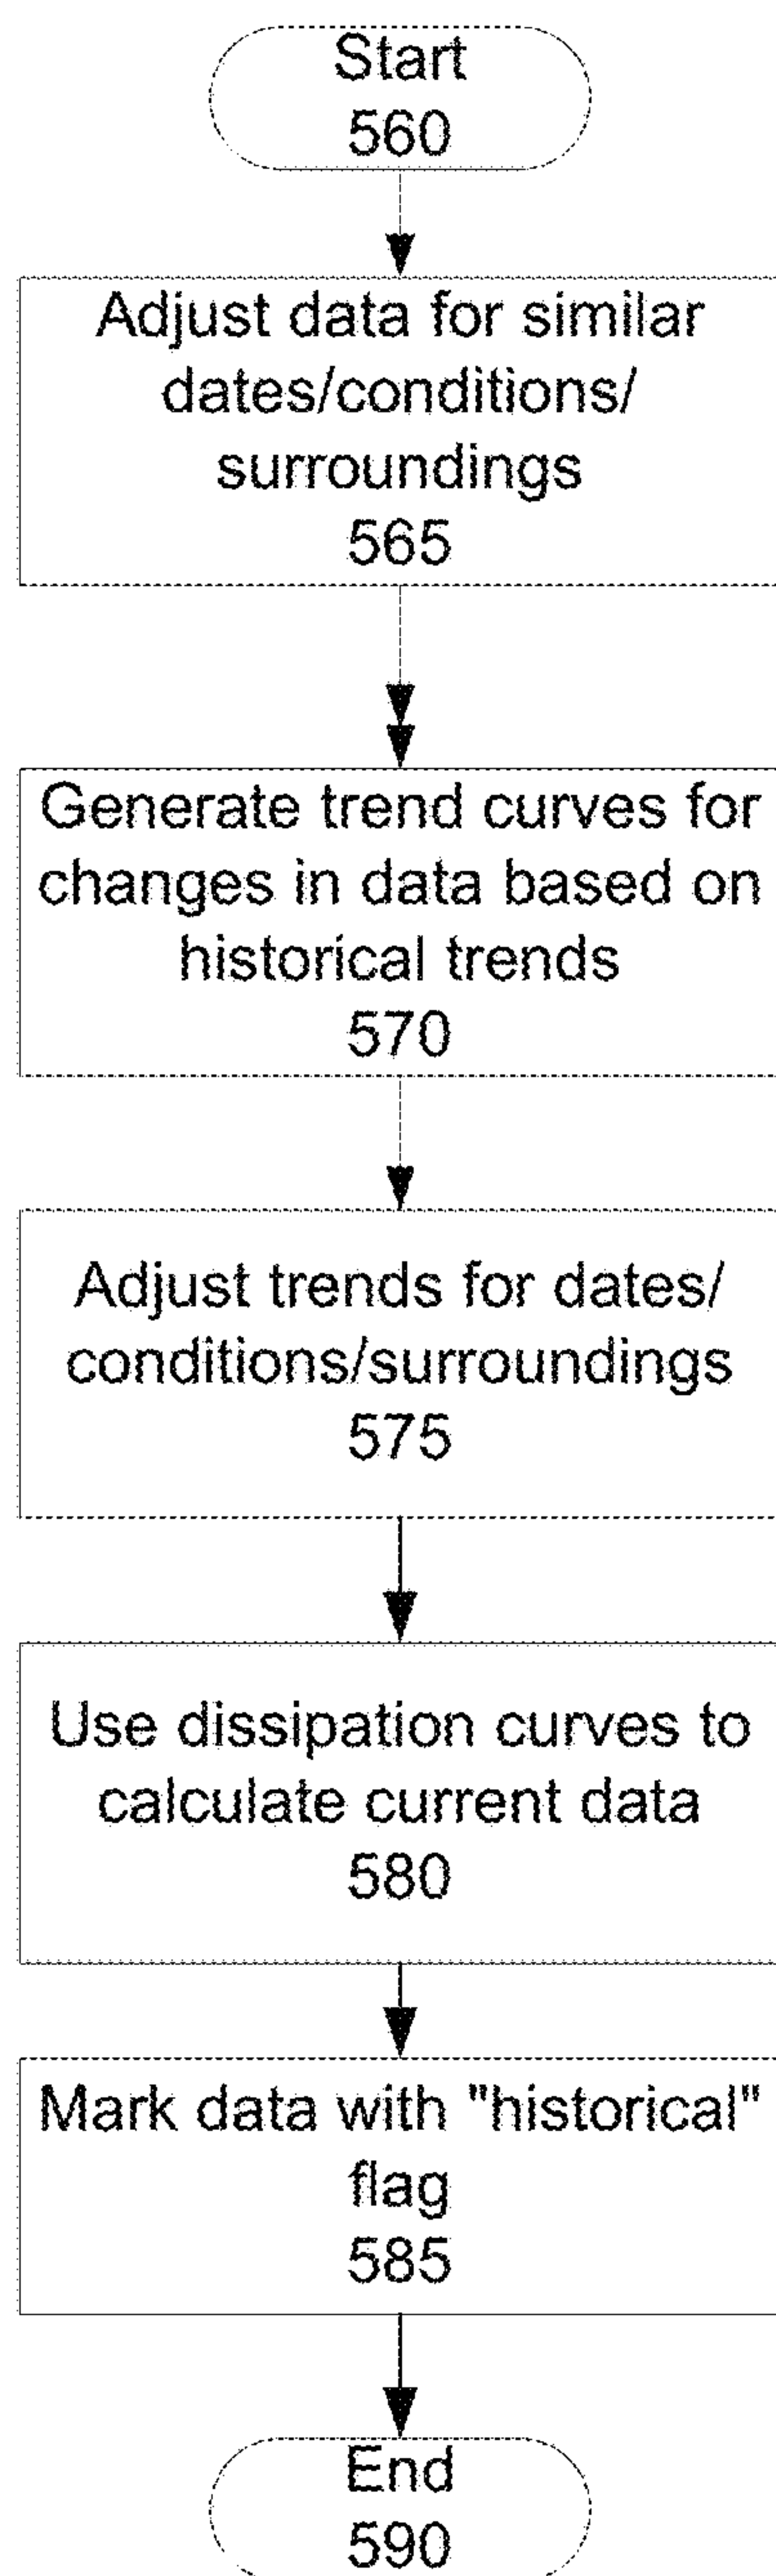 Start
560
Adjust data for similar
dates/conditions/
surroundings
565
Generate trend curves for
changes in data based on
historical trends
570
Adjust trends for dates/
conditions/surroundings
575
Use dissipation curves to
calculate current data
580
Mark data with "historical"
flag
585
End
590